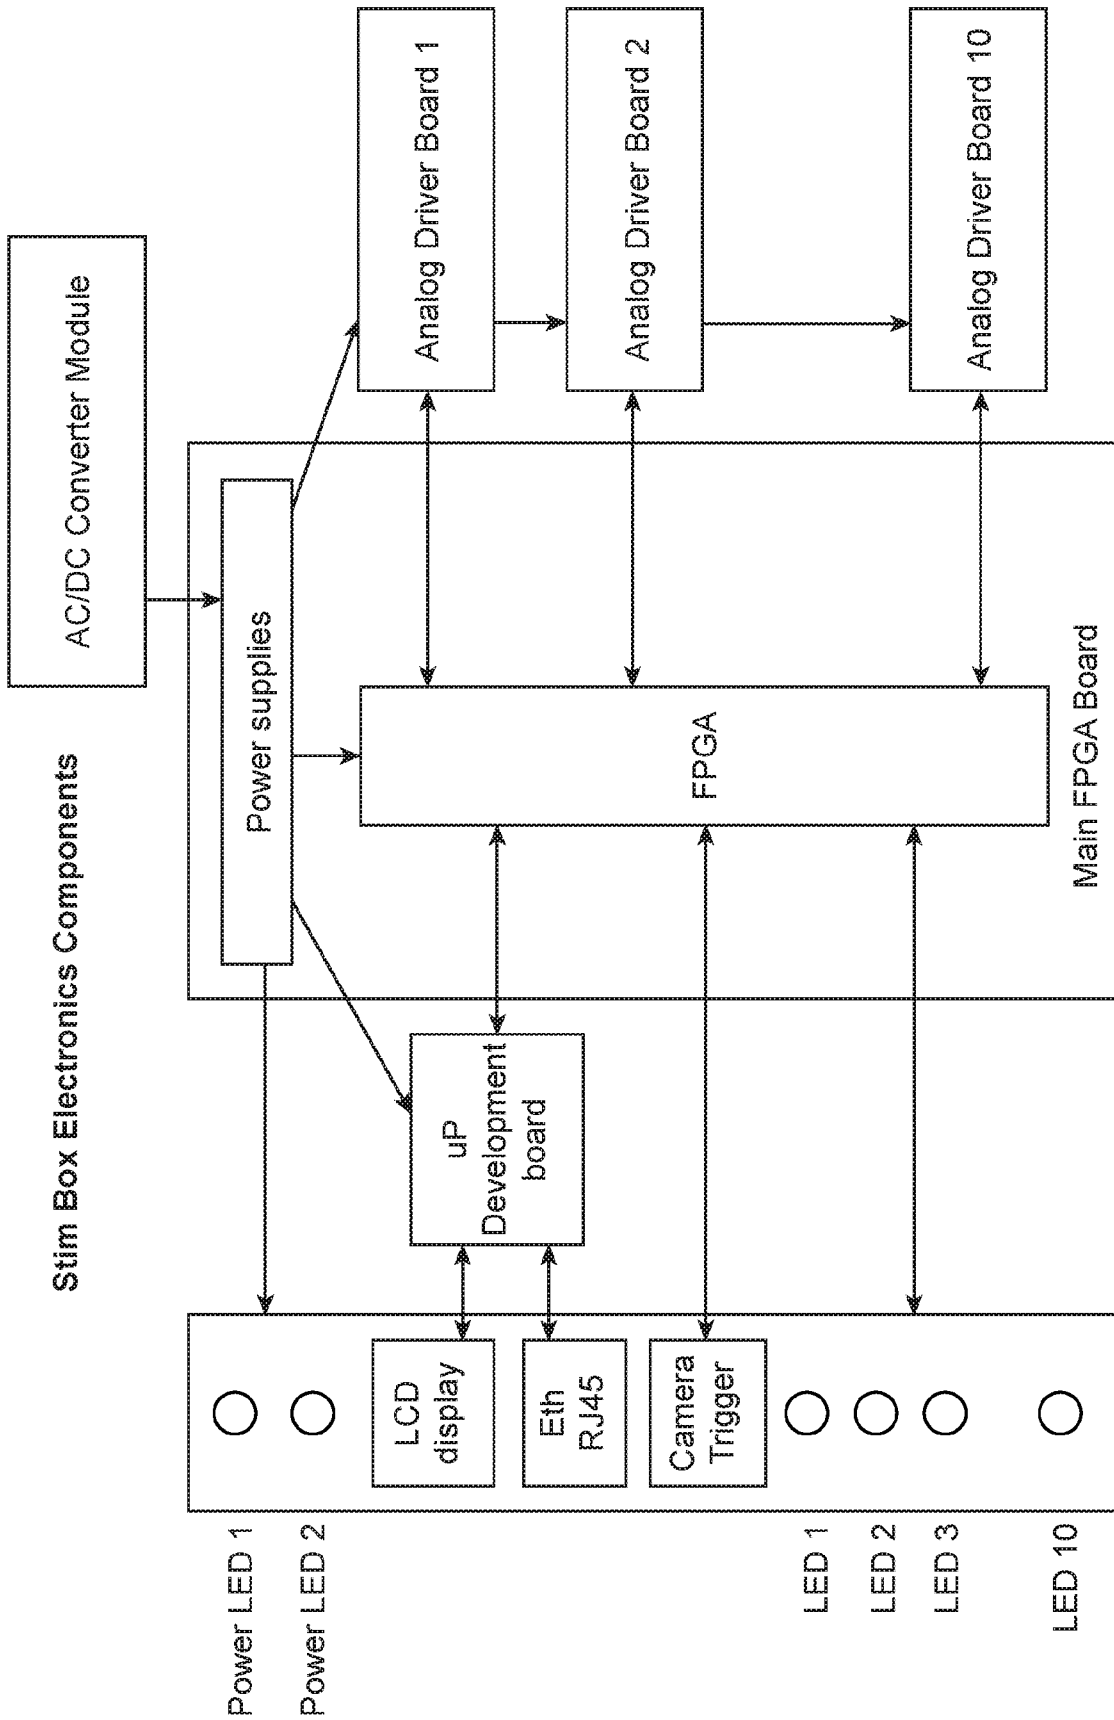 Stim Box Electronics Components
AC/DC Converter Module
Power LED 1
Power LED 2
LCD
display
Eth
RJ45
Camera
Trigger
LED 1
LED 2
LED 3
LED 10
uP
Development
board
Power supplies
FPGA
Main FPGA Board
Analog Driver Board 1
Analog Driver Board 2
Analog Driver Board 10